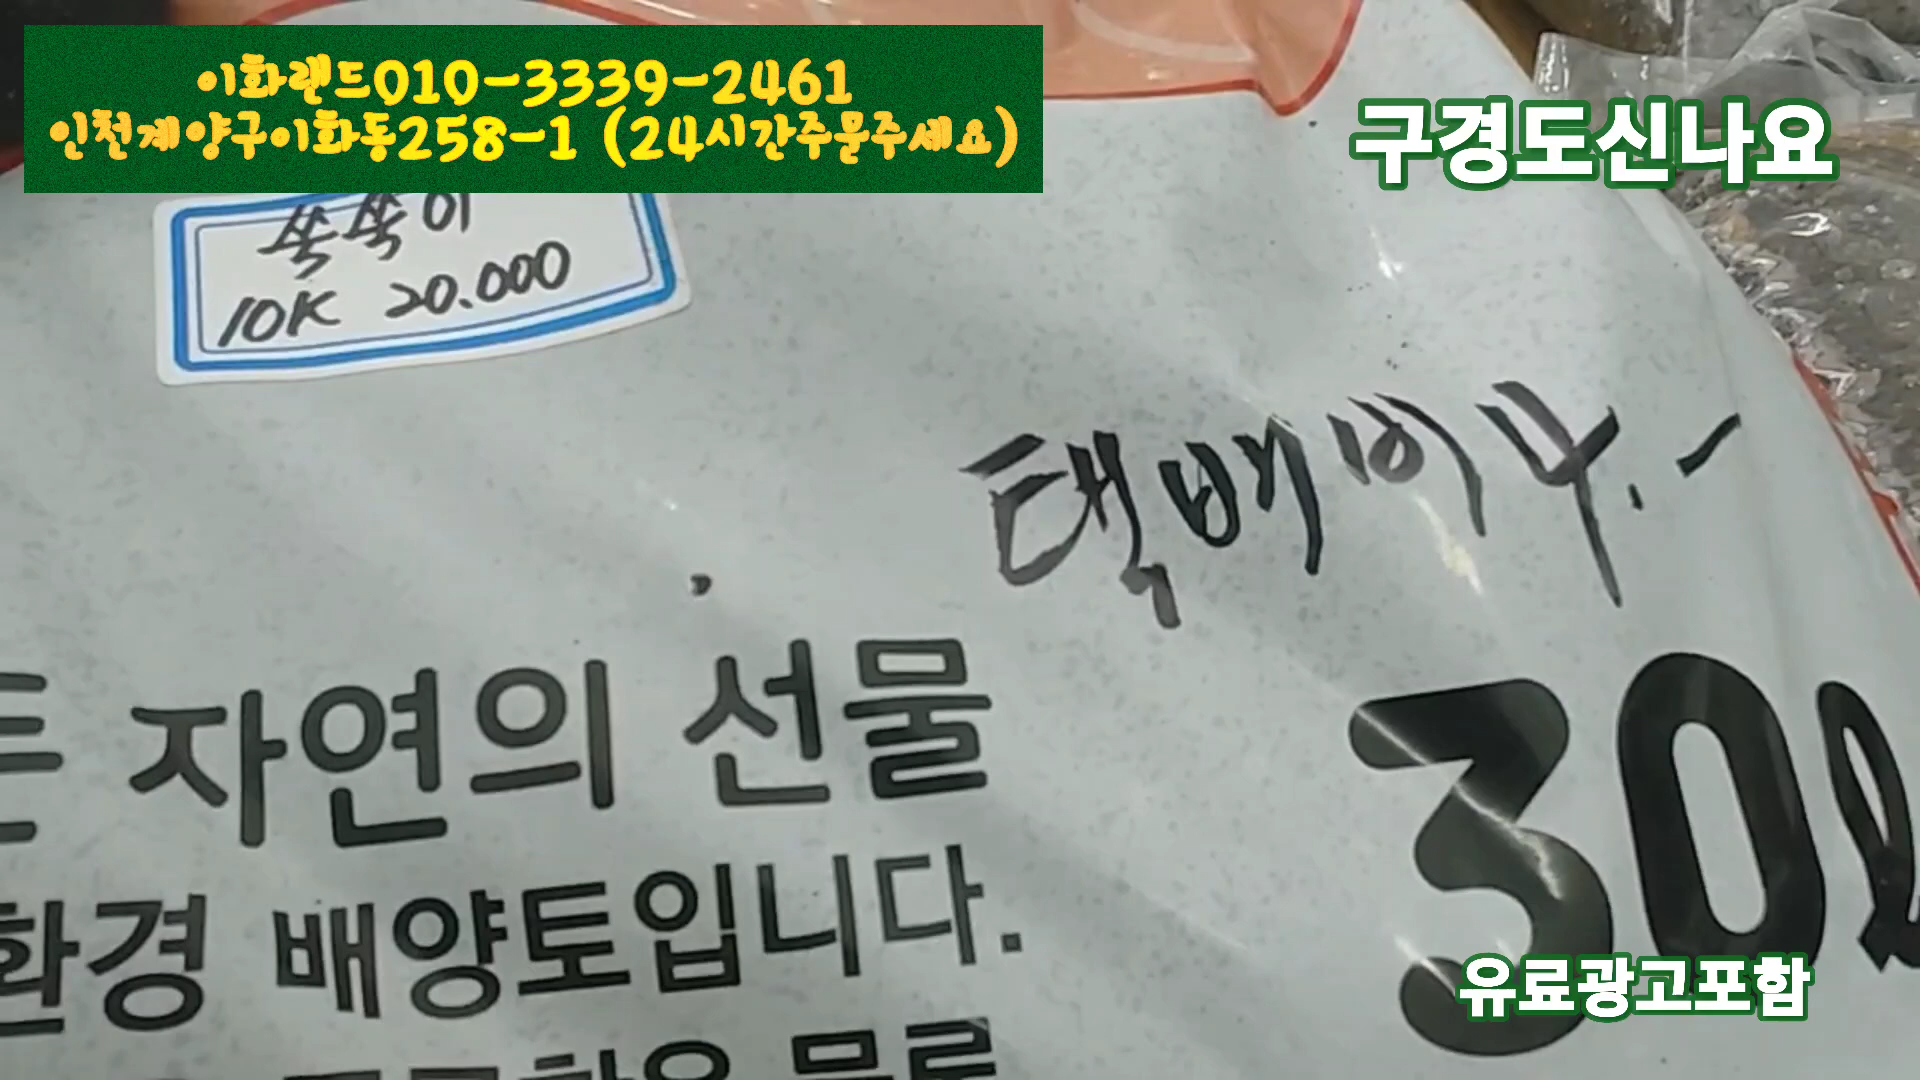 이화랜드010-3339-2461
인천계양구이화동258-1 (24시간주문주세요)
구경도신나요
쏙쏙이
10K 20.000
택배비
자연의 선물
30ℓ
환경 배양토입니다.
유료광고포함